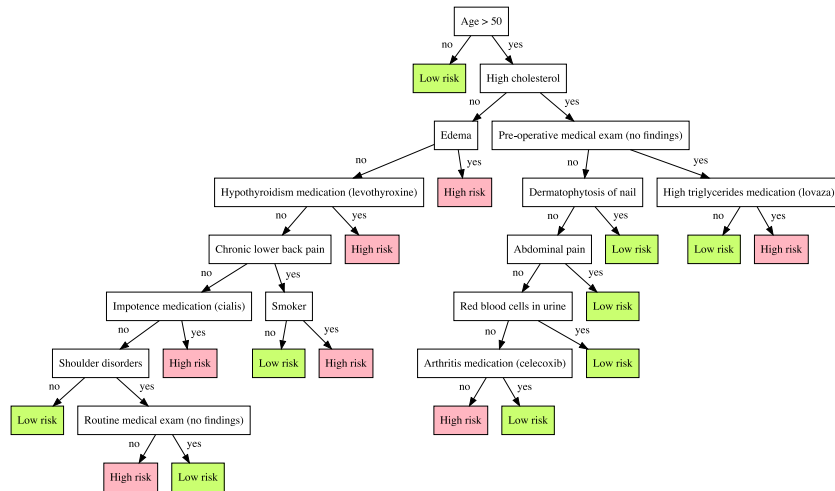 Age > 50
no
yes
Low risk
High cholesterol
no
yes
Edema
Pre-operative medical exam (no findings)
no
yes
no
yes
Hypothyroidism medication (levothyroxine)
High risk
Dermatophytosis of nail
High triglycerides medication (lovaza)
no
yes
no
yes
no
yes
Chronic lower back pain
High risk
Abdominal pain
Low risk
Low risk
High risk
no
yes
no
yes
Impotence medication (cialis)
Smoker
Red blood cells in urine
Low risk
no
yes
no
yes
no
yes
Shoulder disorders
High risk
Low risk
High risk
Arthritis medication (celecoxib)
Low risk
no
yes
no
yes
Low risk
Routine medical exam (no findings)
High risk
Low risk
no
yes
High risk
Low risk